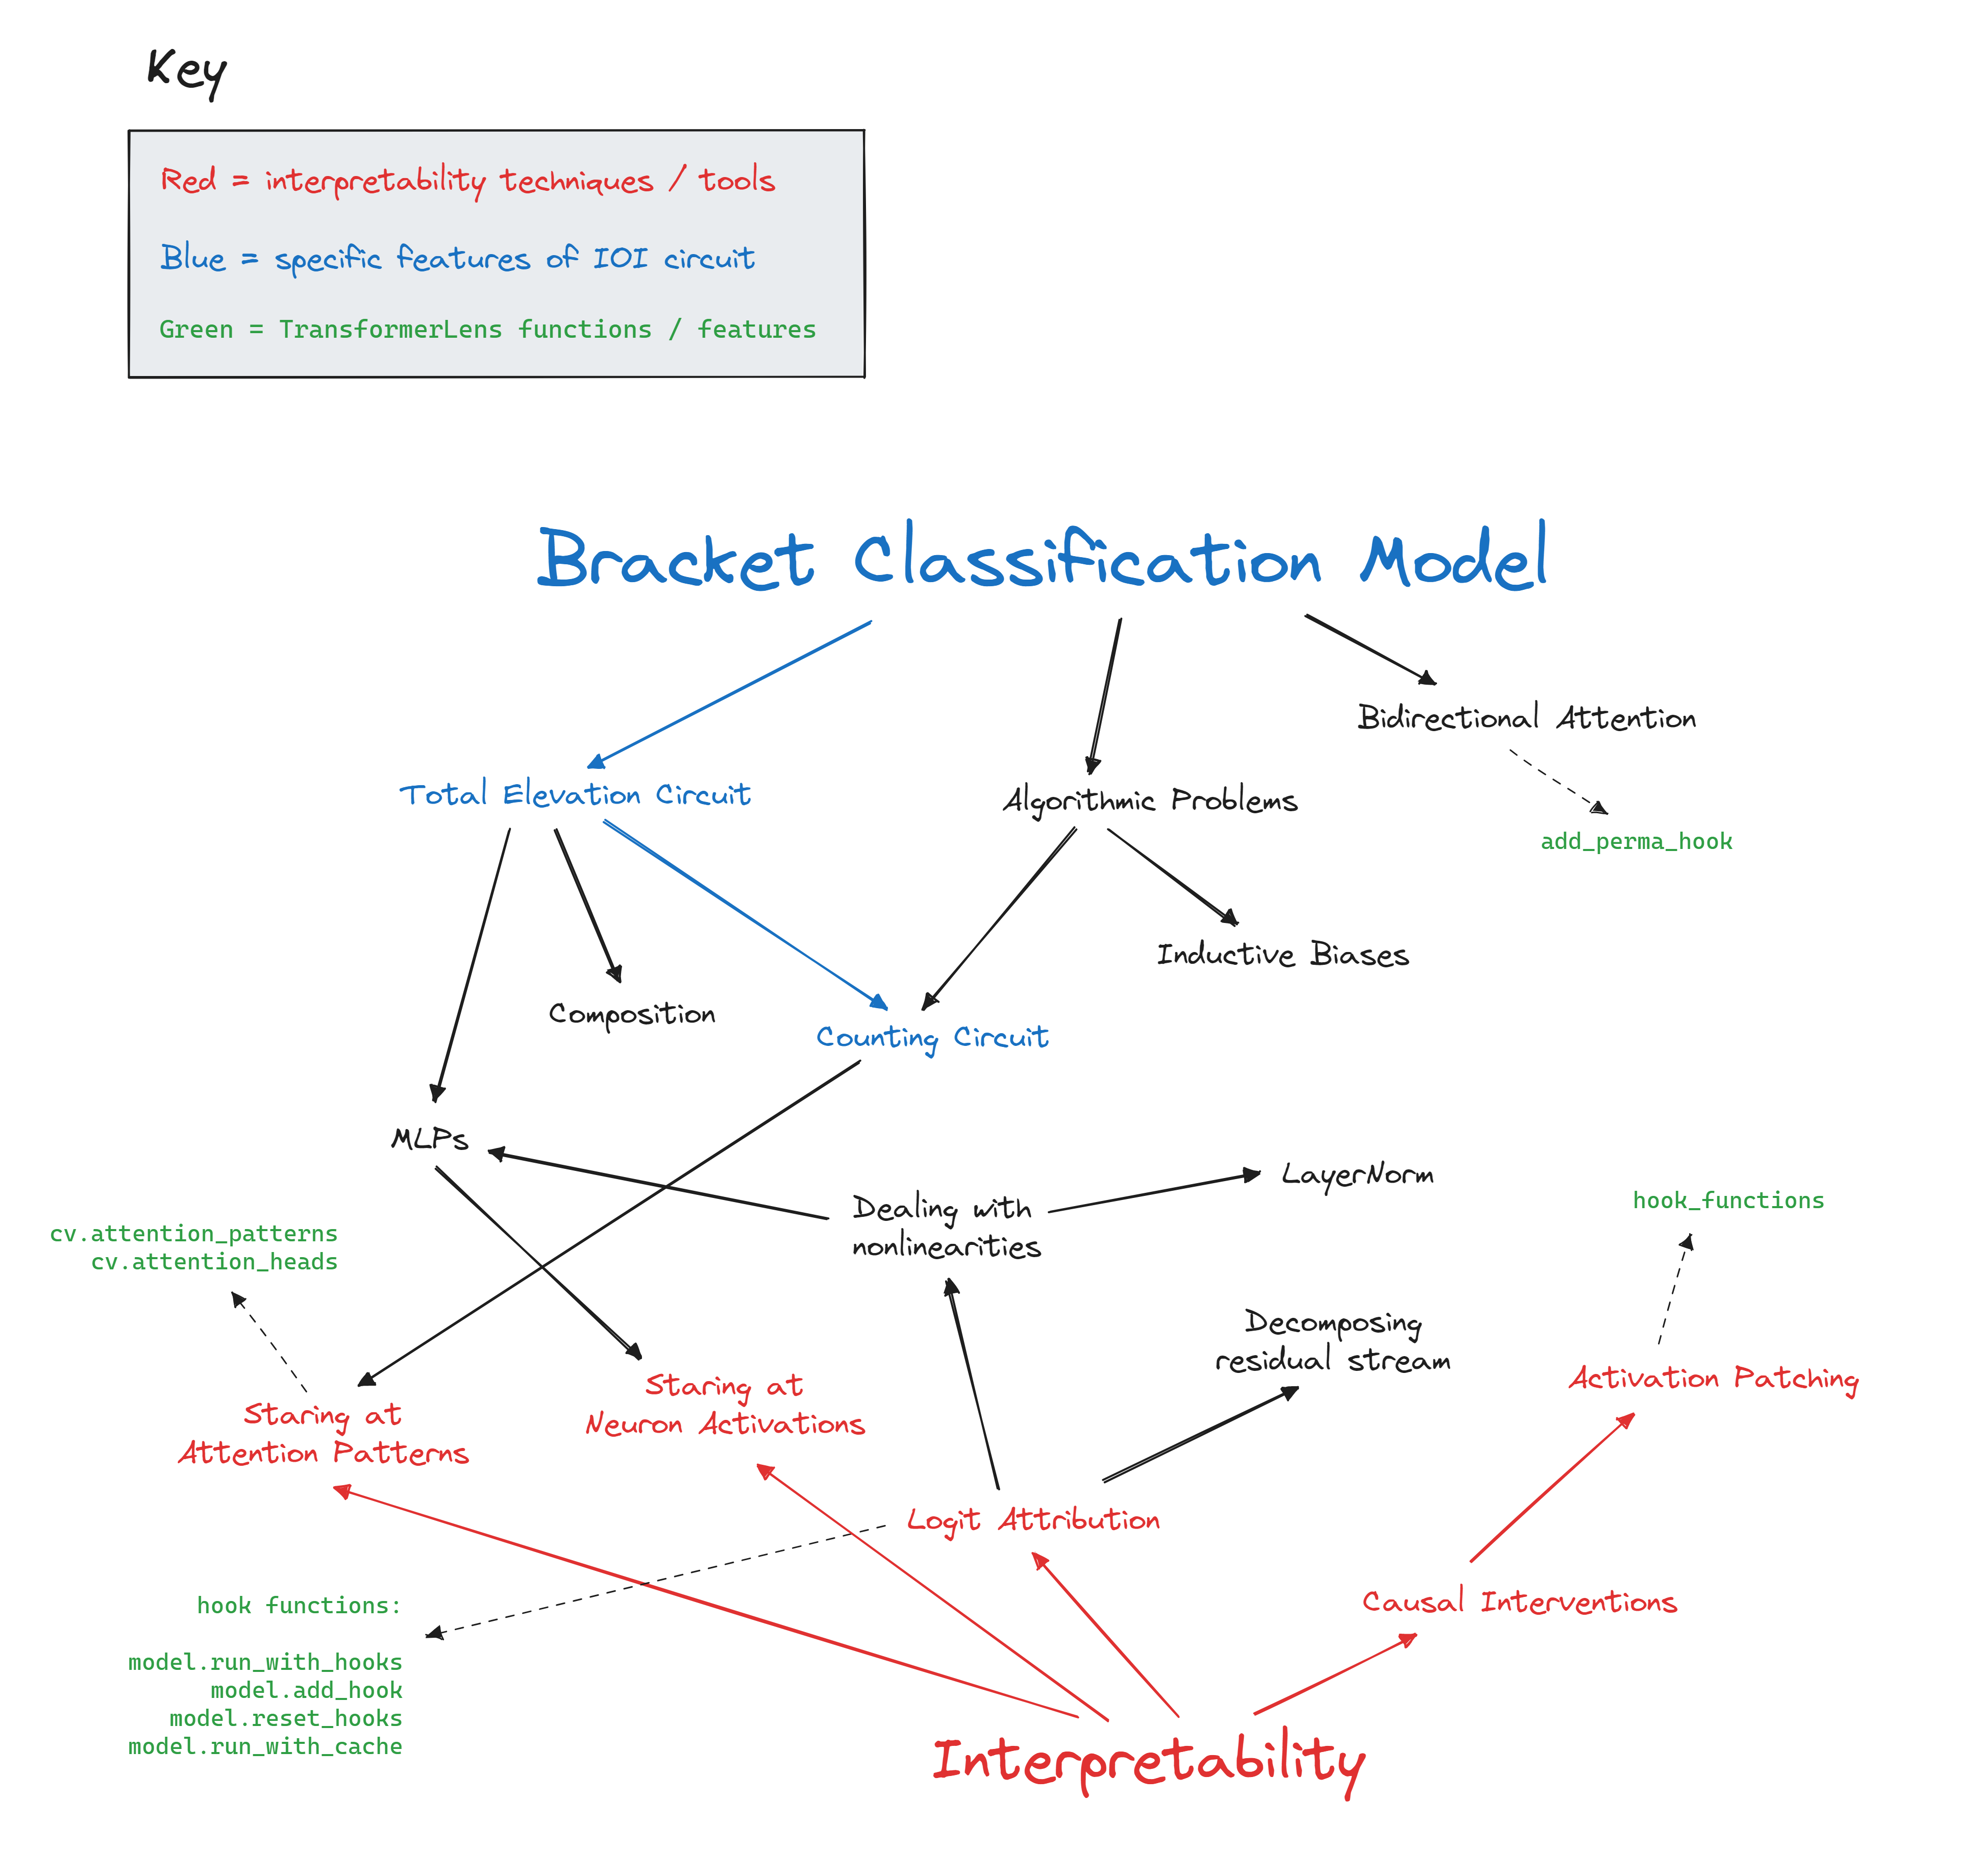 Key
Red = interpretability techniques / tools
Blue = specific features of IOI circuit
Green = TransformerLens functions / features
Bracket Classification Model
Bidirectional Attention
Total Elevation Circuit
Algorithmic Problems
add_perma_hook
Inductive Biases
Composition
Counting Circuit
MLPs
LayerNorm
Dealing with
nonlinearities
hook_functions
cv.attention_patterns
cv.attention_heads
Decomposing
residual stream
Activation Patching
Staring at
Neuron Activations
Staring at
Attention Patterns
Logit Attribution
Causal Interventions
hook functions:
model.run_with_hooks
model.add_hook
model.reset_hooks
model.run_with_cache
Interpretability